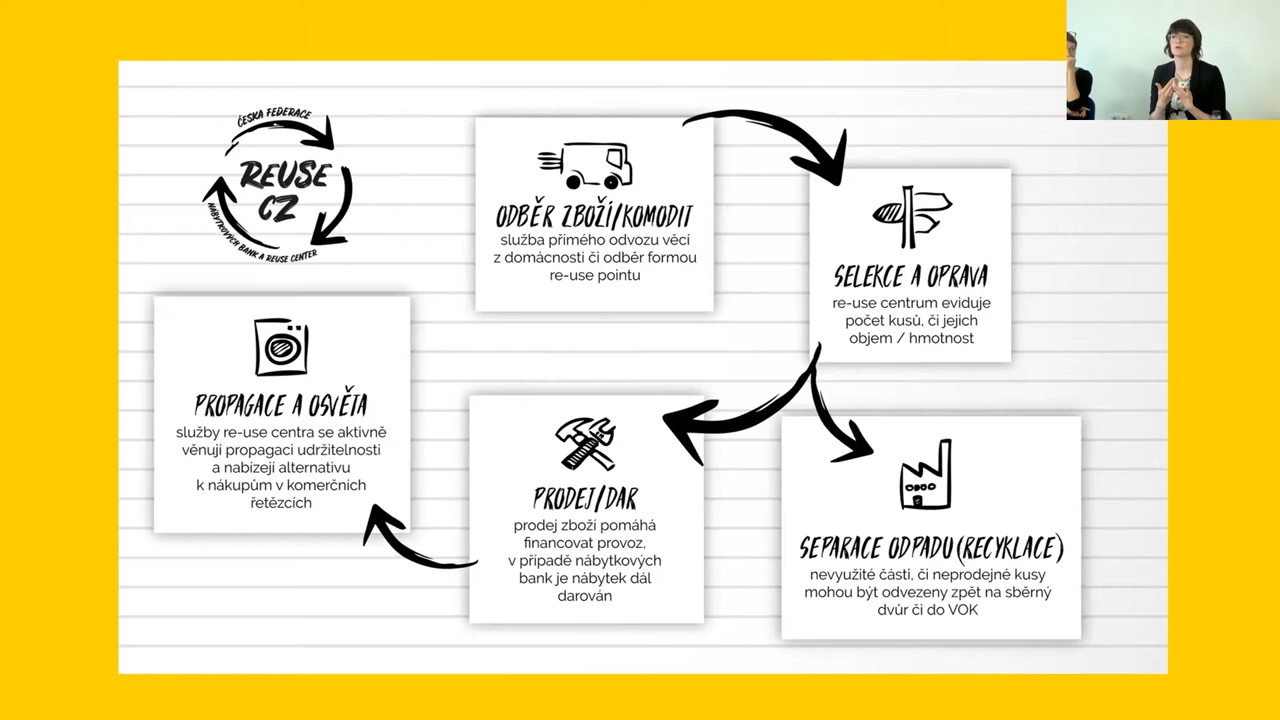 ČESKÁ FEDERACE
REUSE
CZ
NÁBYTKOVÝCH BANK A REUSE CENTER
ODBĚR ZBOŽÍ/KOMODIT
služba přímého odvozu věcí
z domácnosti či odběr formou
re-use pointu
SELEKCE A OPRAVA
re-use centrum eviduje
počet kusů, či jejich
objem / hmotnost
PROPAGACE A OSVĚTA
služby re-use centra se aktivně
věnují propagaci udržitelnosti
a nabízejí alternativu
k nákupům v komerčních
řetězcích
PRODEJ/DAR
prodej zboží pomáhá
financovat provoz,
v případě nábytkových
bank je nábytek dál
darován
SEPARACE ODPADU(RECYKLACE)
nevyužité části, či neprodejné kusy
mohou být odvezeny zpět na sběrný
dvůr či do VOK